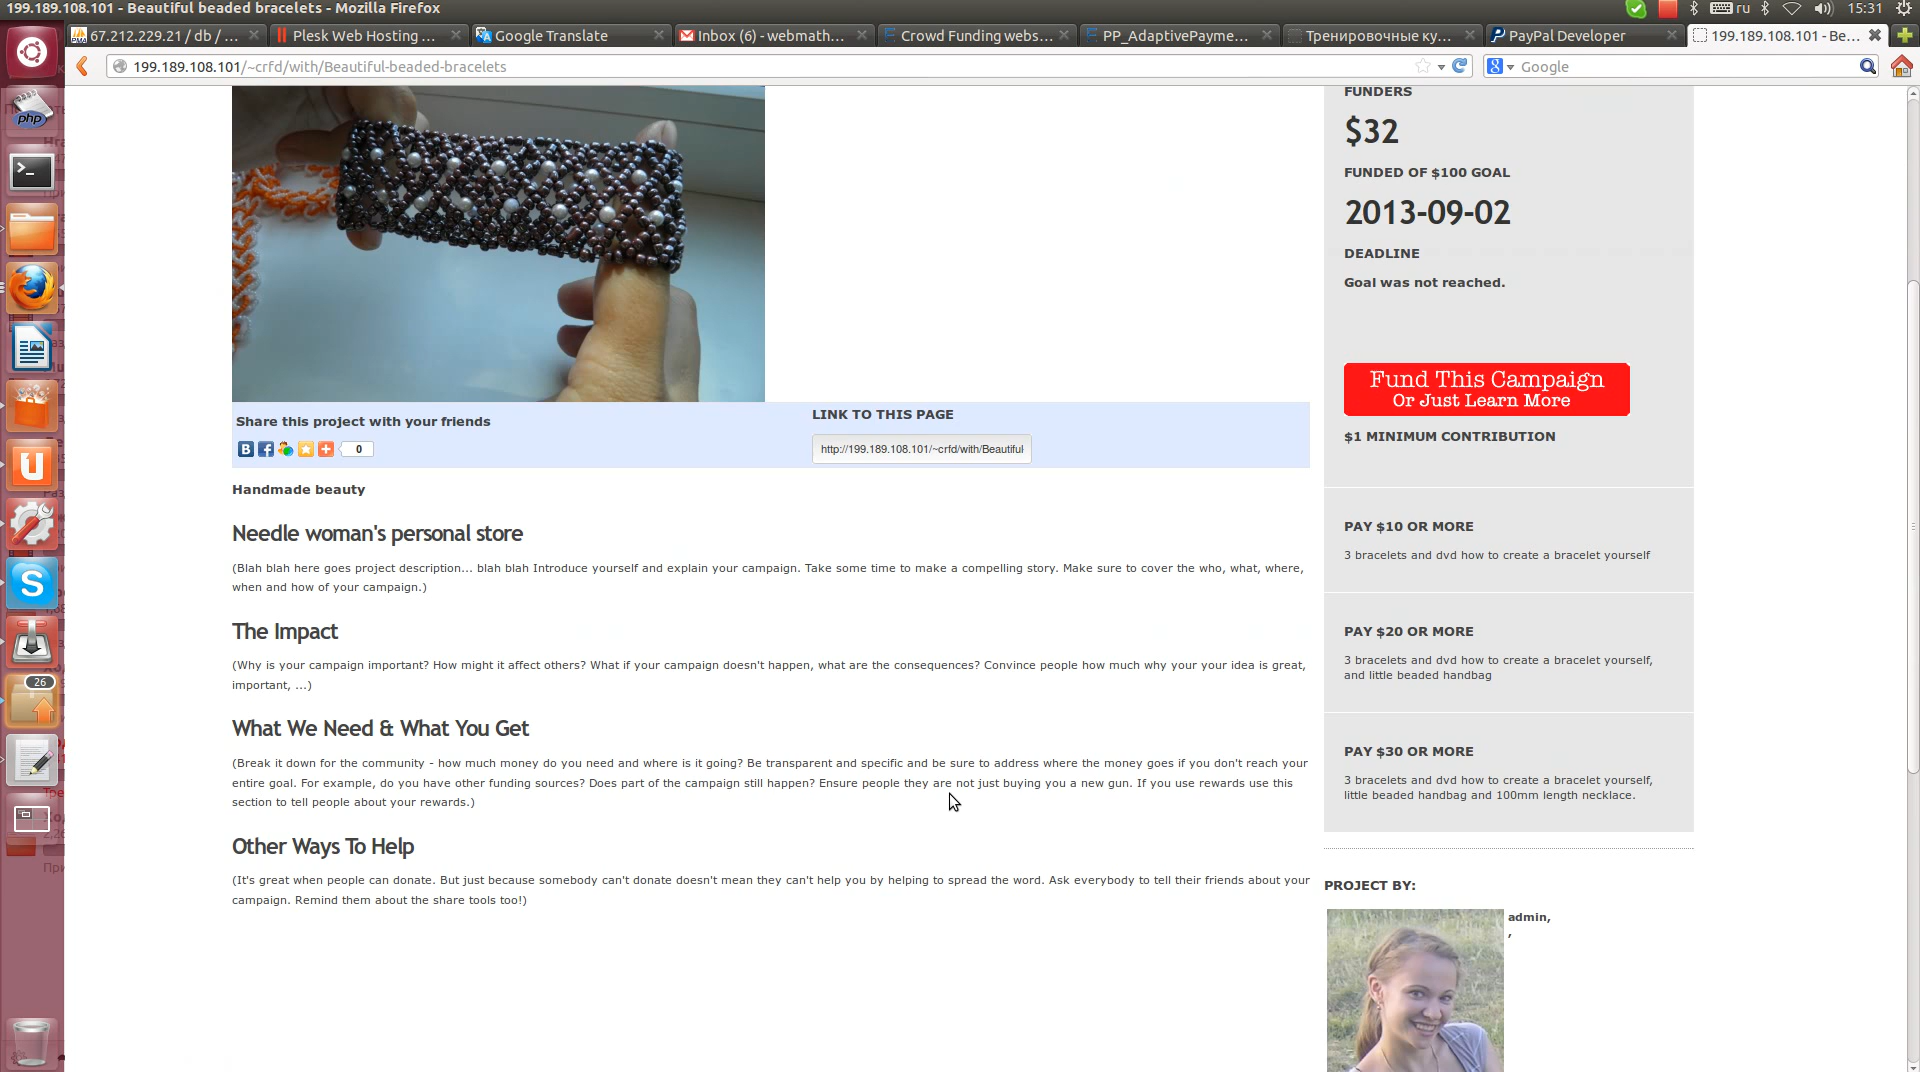 199.189.108.101 - Beautiful beaded bracelets - Mozilla Firefox
ru
15:31
67.212.229.21 / db / ...
Plesk Web Hosting ...
Google Translate
Inbox (6) - webmath...
Crowd Funding webs...
PP_AdaptivePayme...
Тренировочные ку...
PayPal Developer
199.189.108.101 - Be...
199.189.108.101/~crfd/with/Beautiful-beaded-bracelets
Google
php
26
FUNDERS
$32
FUNDED OF $100 GOAL
2013-09-02
DEADLINE
Goal was not reached.
Fund This Campaign
Or Just Learn More
$1 MINIMUM CONTRIBUTION
Share this project with your friends
0
LINK TO THIS PAGE
http://199.189.108.101/~crfd/with/Beautiful-
Handmade beauty
Needle woman's personal store
(Blah blah here goes project description... blah blah Introduce yourself and explain your campaign. Take some time to make a compelling story. Make sure to cover the who, what, where,
when and how of your campaign.)
The Impact
(Why is your campaign important? How might it affect others? What if your campaign doesn't happen, what are the consequences? Convince people how much why your your idea is great,
important, ...)
What We Need & What You Get
(Break it down for the community - how much money do you need and where is it going? Be transparent and specific and be sure to address where the money goes if you don't reach your
entire goal. For example, do you have other funding sources? Does part of the campaign still happen? Ensure people they are not just buying you a new gun. If you use rewards use this
section to tell people about your rewards.)
Other Ways To Help
(It's great when people can donate. But just because somebody can't donate doesn't mean they can't help you by helping to spread the word. Ask everybody to tell their friends about your
campaign. Remind them about the share tools too!)
PAY $10 OR MORE
3 bracelets and dvd how to create a bracelet yourself
PAY $20 OR MORE
3 bracelets and dvd how to create a bracelet yourself,
and little beaded handbag
PAY $30 OR MORE
3 bracelets and dvd how to create a bracelet yourself,
little beaded handbag and 100mm length necklace.
PROJECT BY:
admin,
,